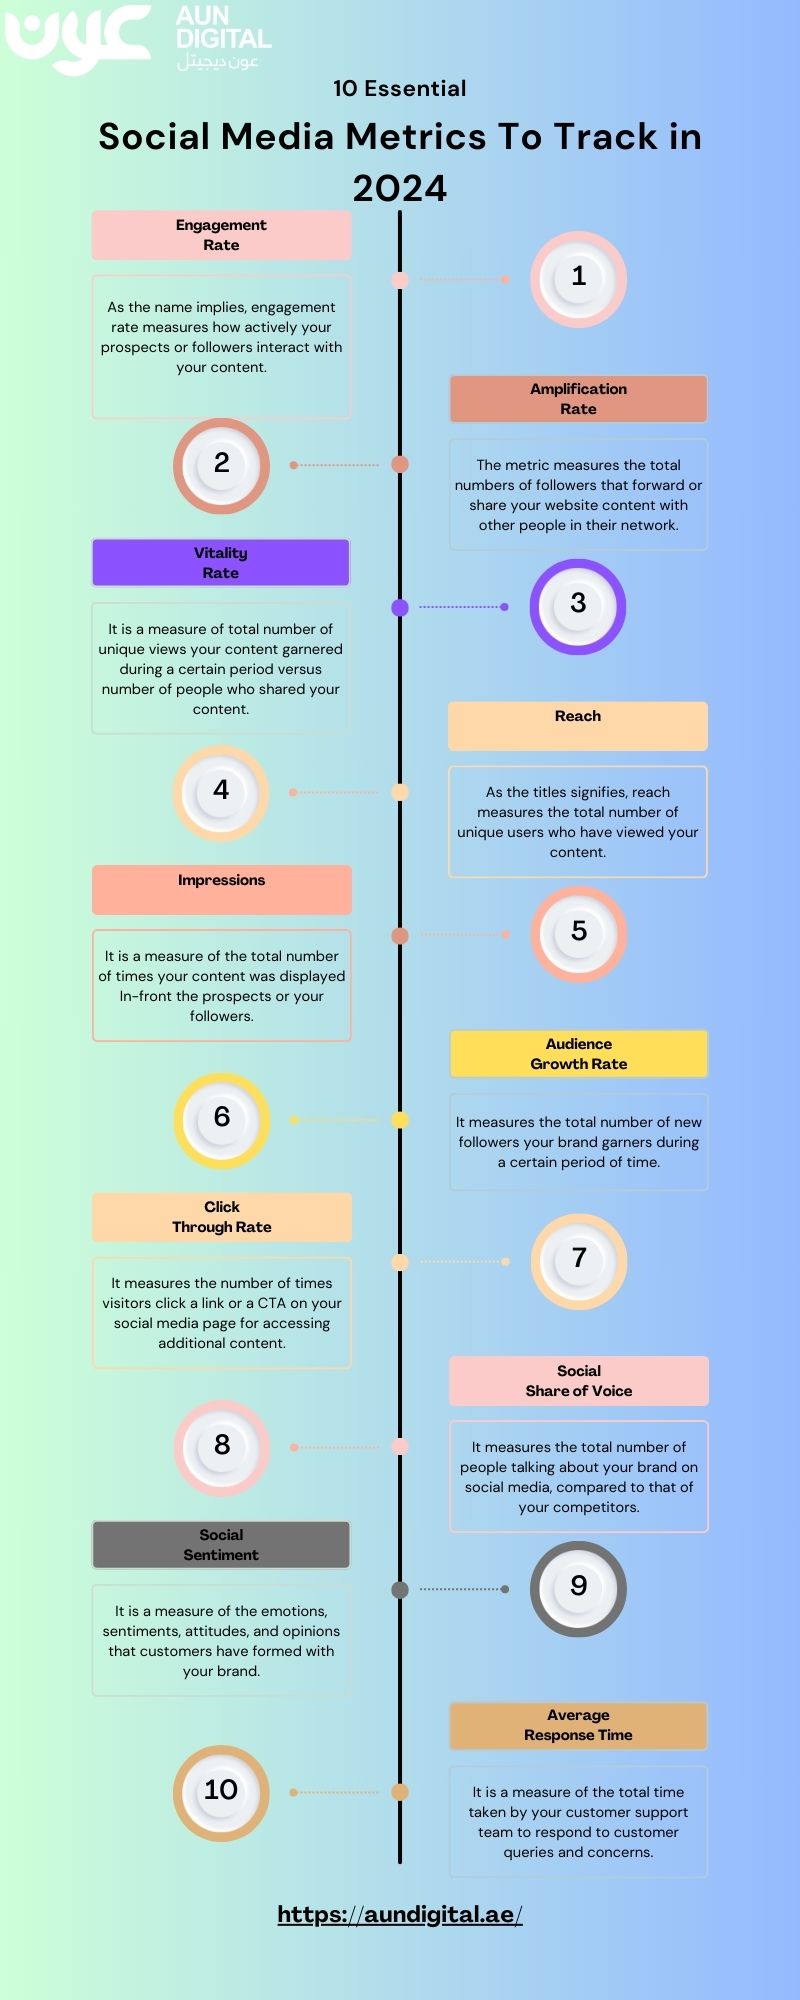 عون
AUN
DIGITAL
عون ديجيتل
10 Essential
Social Media Metrics To Track in
2024
Engagement
Rate
1
As the name implies, engagement
rate measures how actively your
prospects or followers interact with
your content.
Amplification
Rate
2
The metric measures the total
numbers of followers that forward or
share your website content with
other people in their network.
Vitality
Rate
3
It is a measure of total number of
unique views your content garnered
during a certain period versus
number of people who shared your
content.
Reach
4
As the titles signifies, reach
measures the total number of
unique users who have viewed your
content.
Impressions
5
It is a measure of the total number
of times your content was displayed
In-front the prospects or your
followers.
Audience
Growth Rate
6
It measures the total number of new
followers your brand garners during
a certain period of time.
Click
Through Rate
7
It measures the number of times
visitors click a link or a CTA on your
social media page for accessing
additional content.
Social
Share of Voice
8
It measures the total number of
people talking about your brand on
social media, compared to that of
your competitors.
Social
Sentiment
9
It is a measure of the emotions,
sentiments, attitudes, and opinions
that customers have formed with
your brand.
Average
Response Time
10
It is a measure of the total time
taken by your customer support
team to respond to customer
queries and concerns.
https://aundigital.ae/